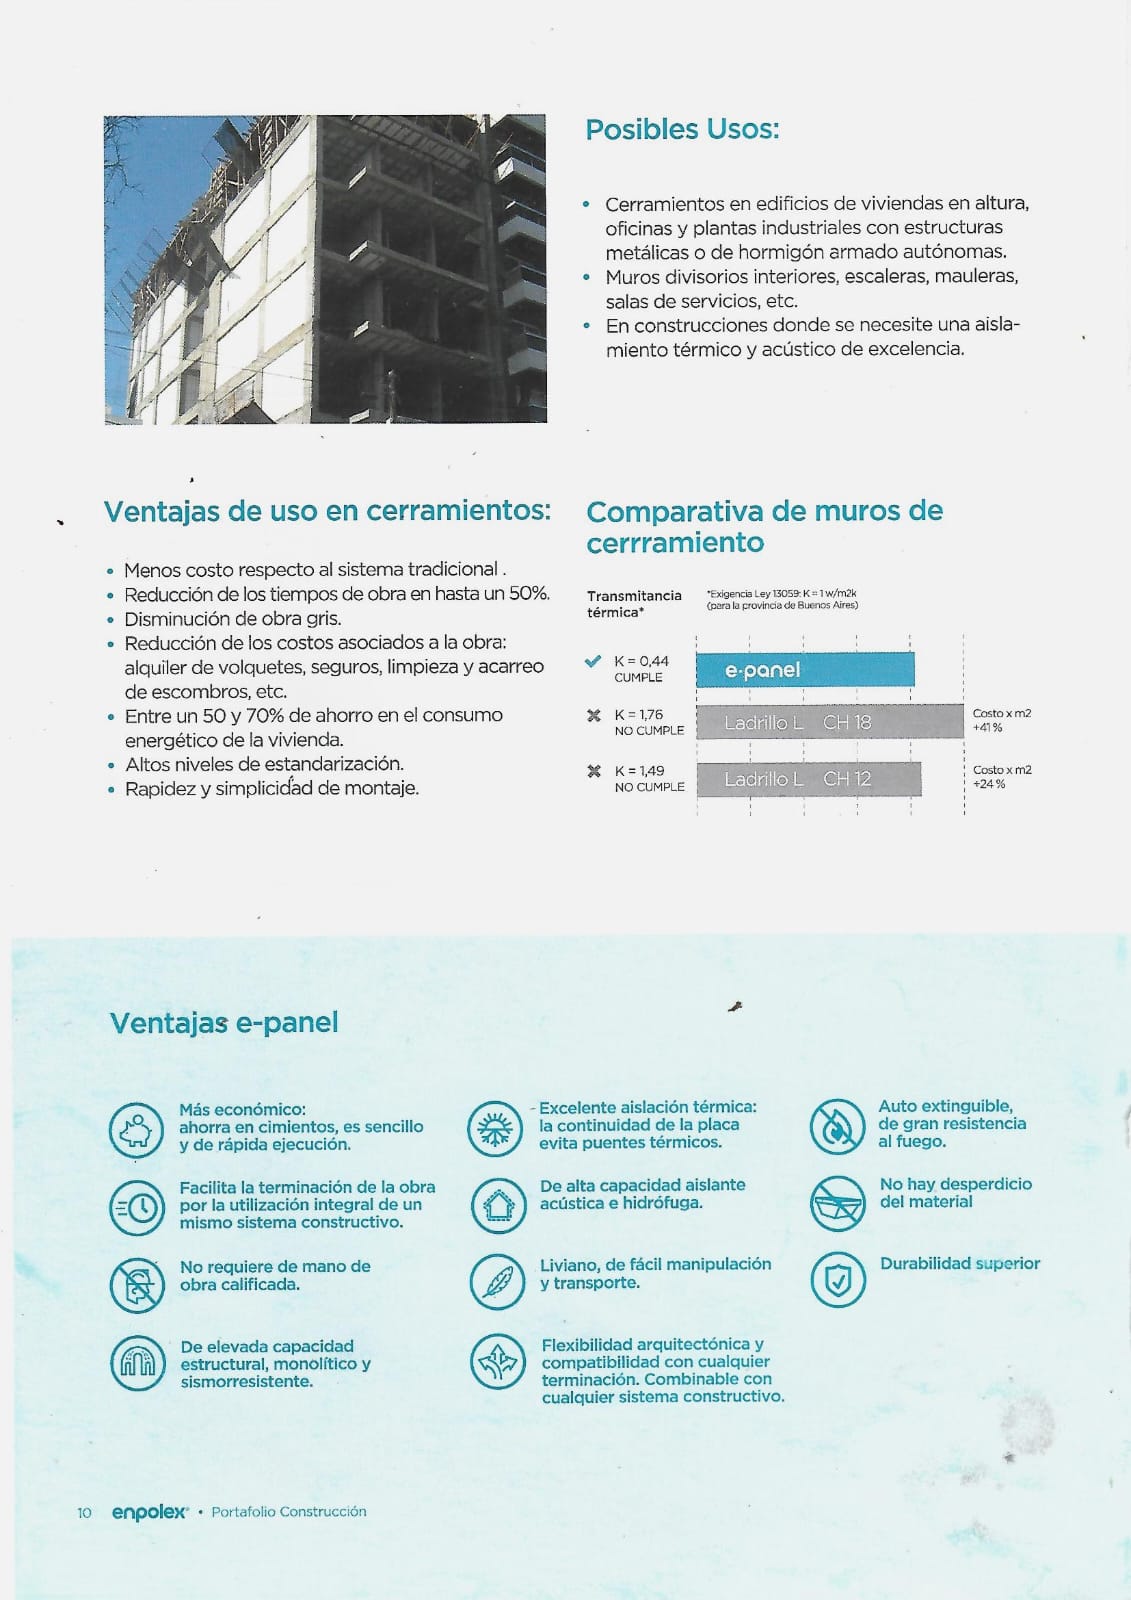 Posibles Usos:
• Cerramientos en edificios de viviendas en altura,
oficinas y plantas industriales con estructuras
metálicas o de hormigón armado autónomas.
• Muros divisorios interiores, escaleras, mauleras,
salas de servicios, etc.
• En construcciones donde se necesite una aisla-
miento térmico y acústico de excelencia.
Ventajas de uso en cerramientos:
• Menos costo respecto al sistema tradicional .
• Reducción de los tiempos de obra en hasta un 50%.
• Disminución de obra gris.
• Reducción de los costos asociados a la obra:
alquiler de volquetes, seguros, limpieza y acarreo
de escombros, etc.
• Entre un 50 y 70% de ahorro en el consumo
energético de la vivienda.
• Altos niveles de estandarización.
• Rapidez y simplicidad de montaje.
Comparativa de muros de
cerrramiento
Transmitancia
térmica*
*Exigencia Ley 13059: K = 1 w/m2k
(para la provincia de Buenos Aires)
K = 0,44
CUMPLE
e-panel
K = 1,76
NO CUMPLE
Ladrillo L CH 18
Costo x m2
+41 %
K = 1,49
NO CUMPLE
Ladrillo L CH 12
Costo x m2
+24 %
Ventajas e-panel
Más económico:
ahorra en cimientos, es sencillo
y de rápida ejecución.
Facilita la terminación de la obra
por la utilización integral de un
mismo sistema constructivo.
No requiere de mano de
obra calificada.
De elevada capacidad
estructural, monolítico y
sismorresistente.
Excelente aislación térmica:
la continuidad de la placa
evita puentes térmicos.
De alta capacidad aislante
acústica e hidrófuga.
Liviano, de fácil manipulación
y transporte.
Flexibilidad arquitectónica y
compatibilidad con cualquier
terminación. Combinable con
cualquier sistema constructivo.
Auto extinguible,
de gran resistencia
al fuego.
No hay desperdicio
del material
Durabilidad superior
10 enpolex® • Portafolio Construcción